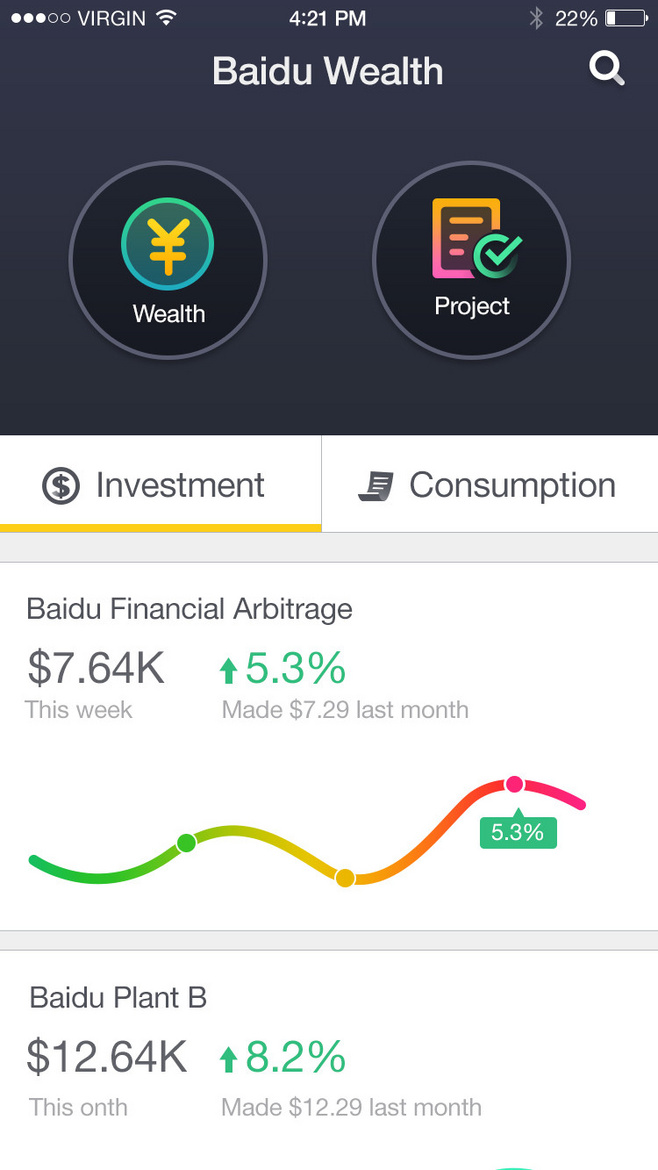 VIRGIN 4:21 PM 22%
Baidu Wealth
¥
Wealth
Project
$ Investment
Consumption
Baidu Financial Arbitrage
$7.64K 5.3%
This week Made $7.29 last month
5.3%
Baidu Plant B
$12.64K 8.2%
This onth Made $12.29 last month